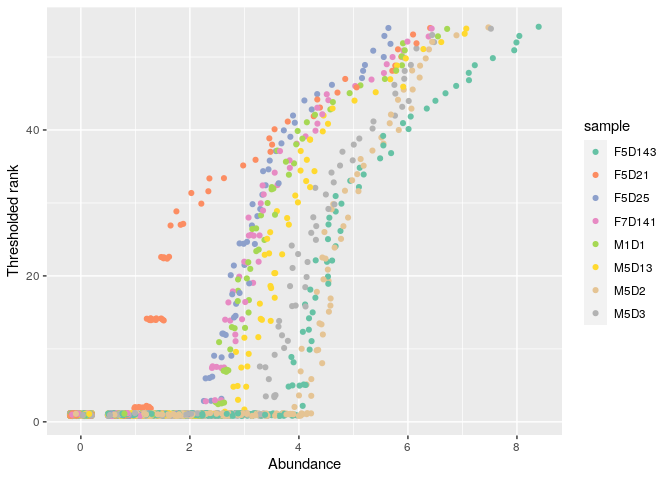 Thresholded rank
40
20
0
0
2
4
6
8
Abundance
sample
F5D143
F5D21
F5D25
F7D141
M1D1
M5D13
M5D2
M5D3